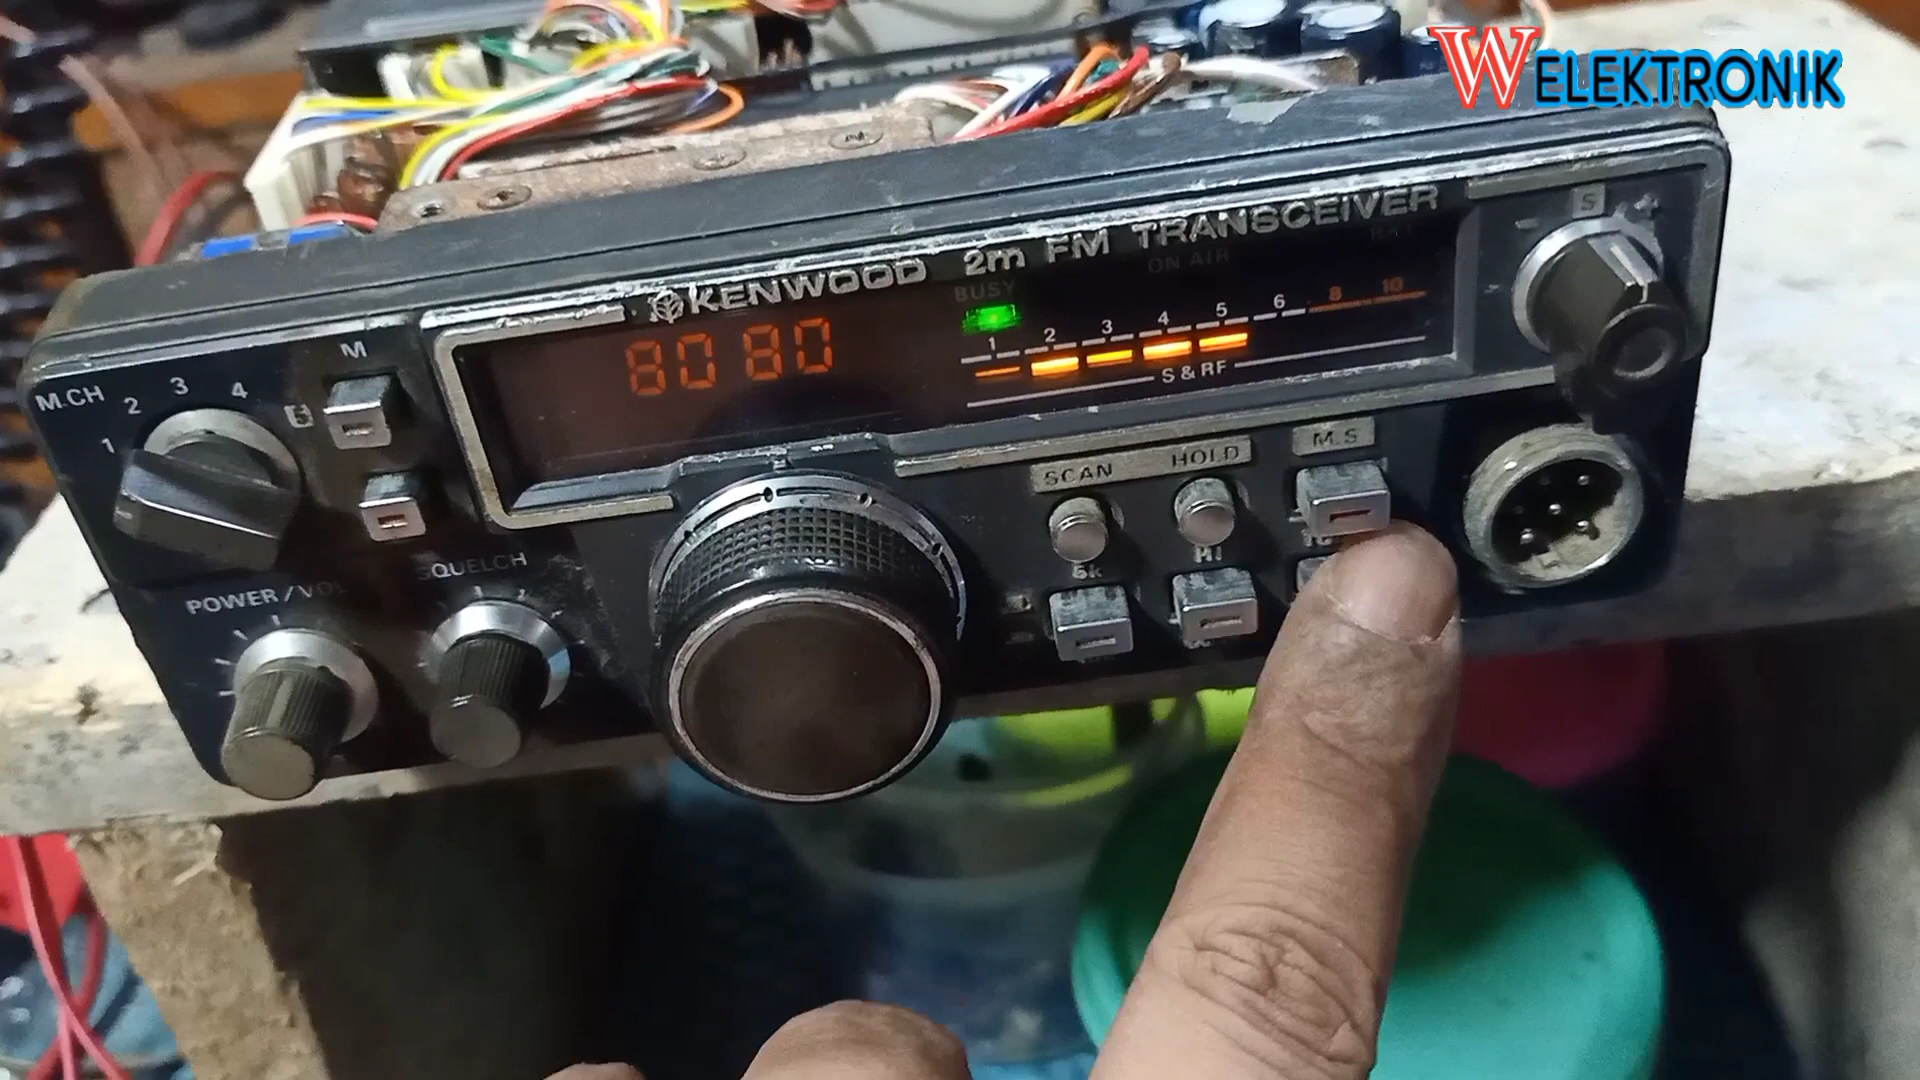 WELEKTRONIK
KENWOOD 2m FM TRANSCEIVER
S
- +
BUSY
ON AIR
8080
1 2 3 4 5 6 8 10
S & RF
M
M.CH
1 2 3 4
SCAN HOLD M.S
5k HI
POWER/VOL
SQUELCH